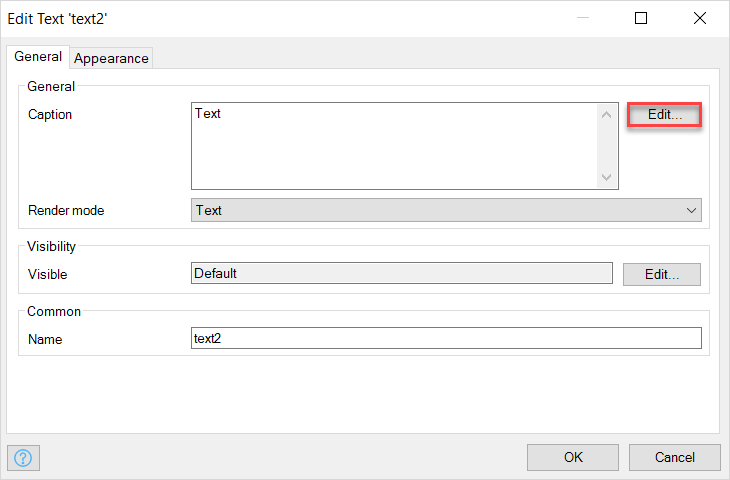 Edit Text 'text2'
General Appearance
General
Caption Text Edit...
Render mode Text
Visibility
Visible Default Edit...
Common
Name text2
? OK Cancel